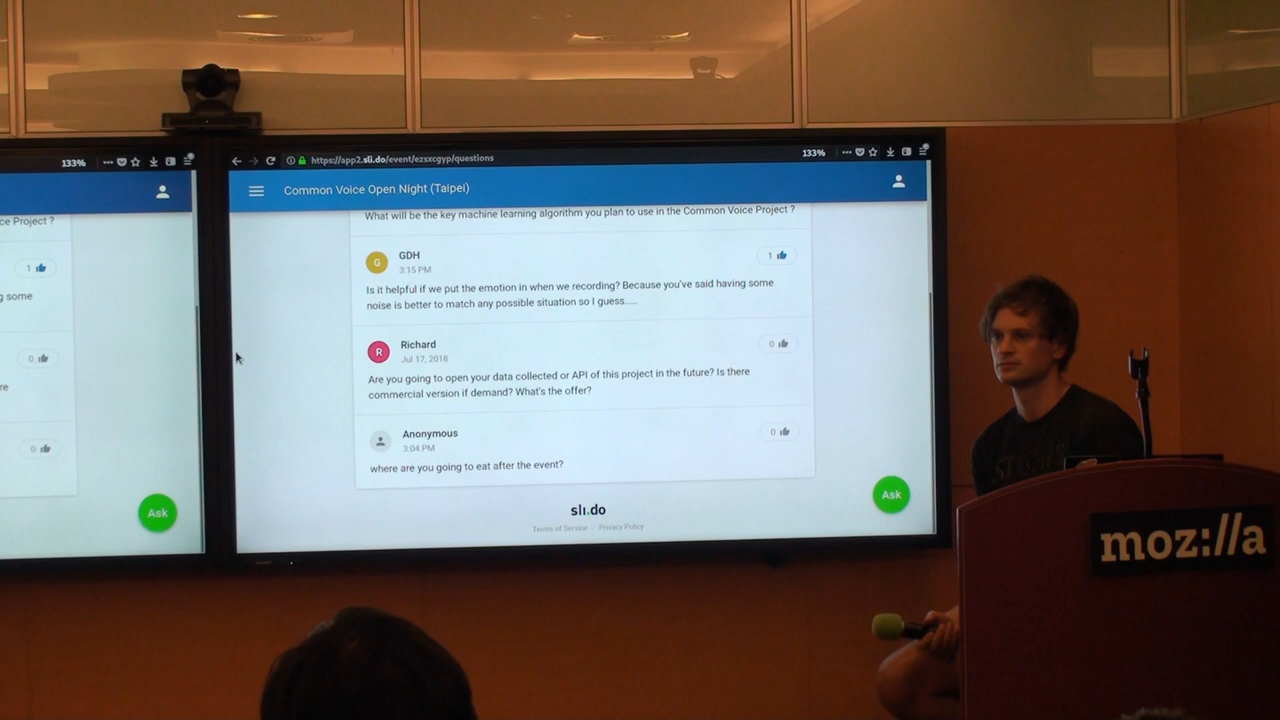 133%
ce Project ?
1
g some
0
re
0
Ask
https://app2.sli.do/event/ezsxcgyp/questions
133%
Common Voice Open Night (Taipei)
What will be the key machine learning algorithm you plan to use in the Common Voice Project ?
G
GDH
1
3:15 PM
Is it helpful if we put the emotion in when we recording? Because you've said having some
noise is better to match any possible situation so I guess.....
R
Richard
0
Jul 17, 2018
Are you going to open your data collected or API of this project in the future? Is there
commercial version if demand? What's the offer?
Anonymous
0
3:04 PM
where are you going to eat after the event?
sli.do
Terms of Service - Privacy Policy
Ask
moz://a